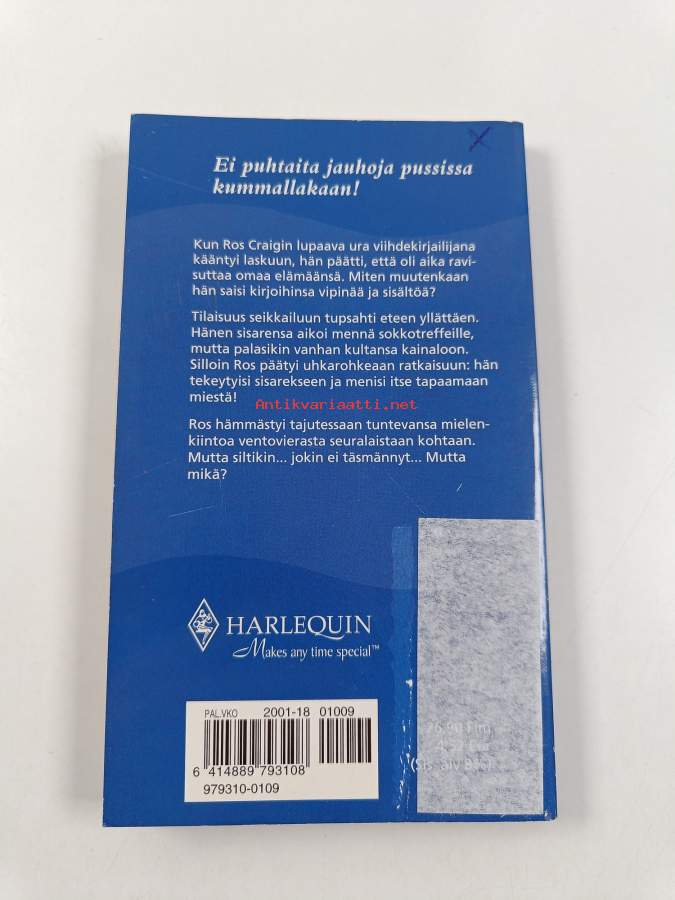 Ei puhtaita jauhoja pussissa
kummallakaan!
Kun Ros Craigin lupaava ura viihdekirjailijana
kääntyi laskuun, hän päätti, että oli aika ravi-
suttaa omaa elämäänsä. Miten muutenkaan
hän saisi kirjoihinsa vipinää ja sisältöä?
Tilaisuus seikkailuun tupsahti eteen yllättäen.
Hänen sisarensa aikoi mennä sokkotreffeille,
mutta palasikin vanhan kultansa kainaloon.
Silloin Ros päätyi uhkarohkeaan ratkaisuun: hän
tekeytyisi sisarekseen ja menisi itse tapaamaan
miestä!
Antikvariaatti.net
Ros hämmästyi tajutessaan tuntevansa mielen-
kiintoa ventovierasta seuralaistaan kohtaan.
Mutta siltikin... jokin ei täsmännyt... Mutta
mikä?
HARLEQUIN
Makes any time special™
PAL.VKO 2001-18 01009
6 414889 793108
979310-0109